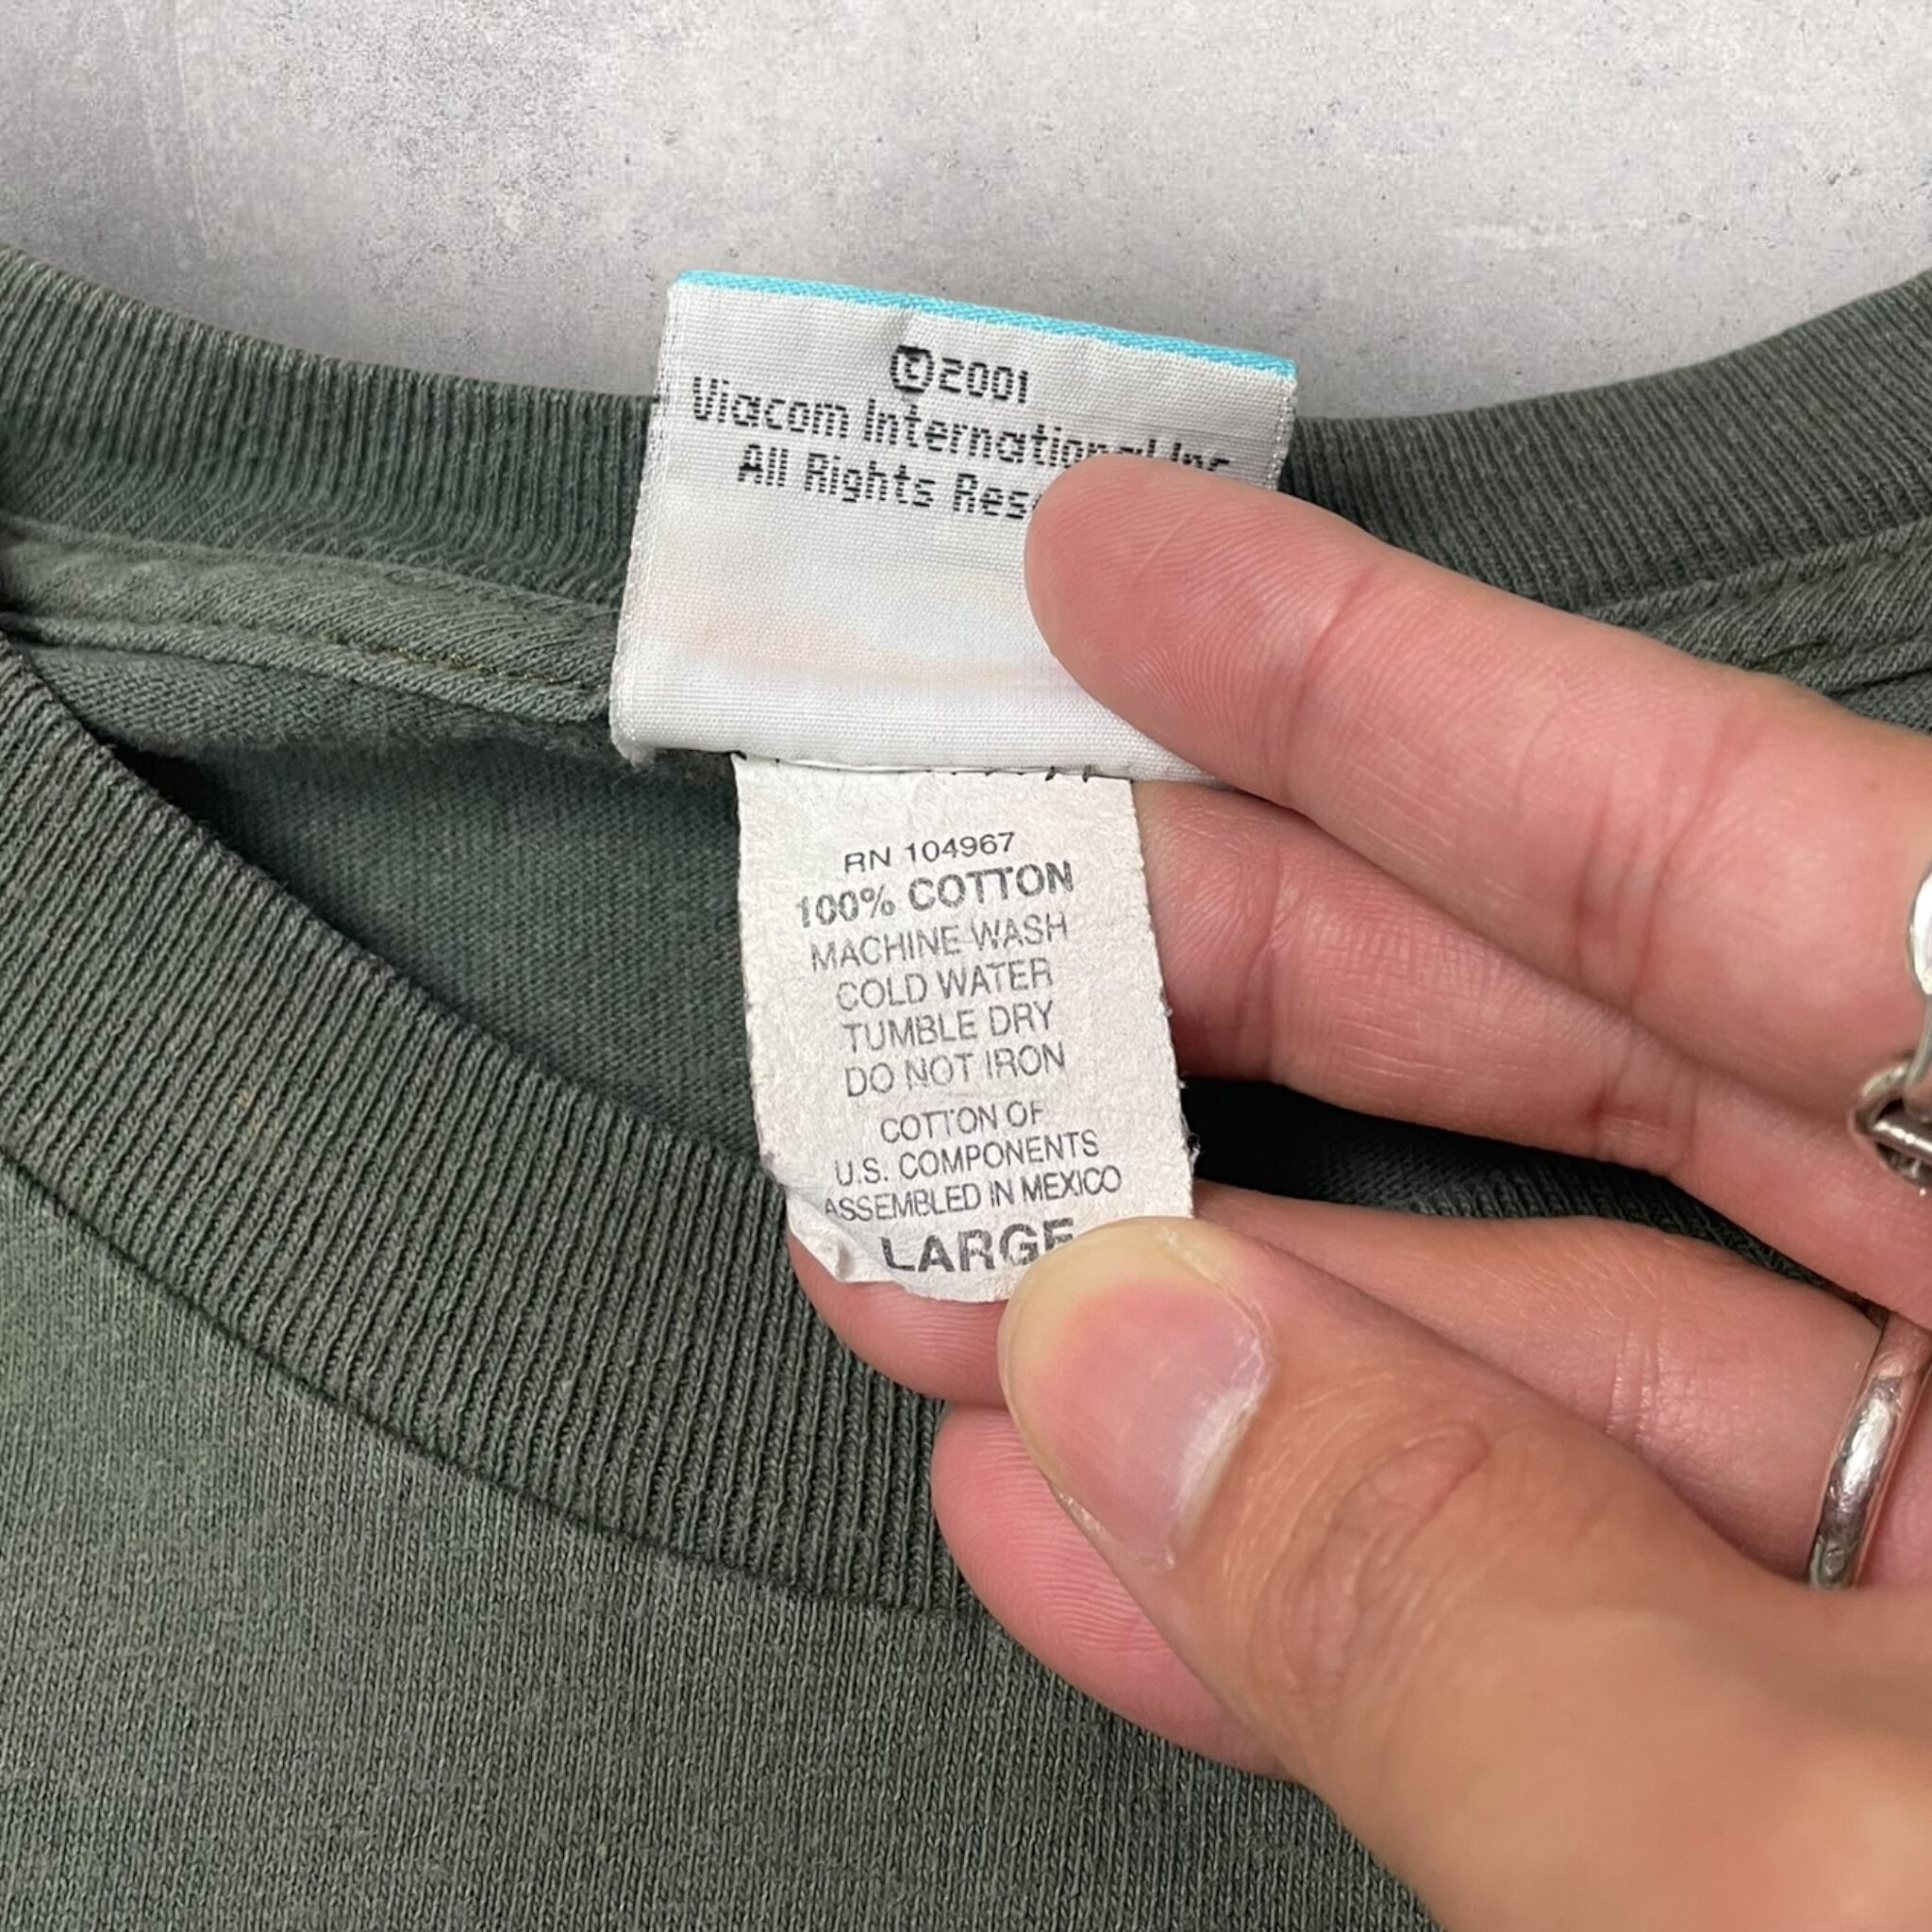 ©2001
Viacom International Inc
All Rights Res
RN 104967
100% COTTON
MACHINE WASH
COLD WATER
TUMBLE DRY
DO NOT IRON
COTTON OF
U.S. COMPONENTS
ASSEMBLED IN MEXICO
LARGE